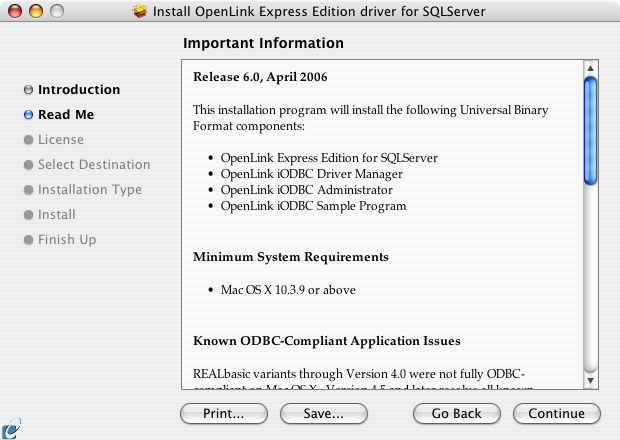 Install OpenLink Express Edition driver for SQLServer
Important Information
Introduction
Read Me
License
Select Destination
Installation Type
Install
Finish Up
Release 6.0, April 2006
This installation program will install the following Universal Binary
Format components:
• OpenLink Express Edition for SQLServer
• OpenLink iODBC Driver Manager
• OpenLink iODBC Administrator
• OpenLink iODBC Sample Program
Minimum System Requirements
• Mac OS X 10.3.9 or above
Known ODBC-Compliant Application Issues
REALbasic variants through Version 4.0 were not fully ODBC-
compliant on Mac OS X. Version 4.5 and later resolve all known
Print... Save... Go Back Continue